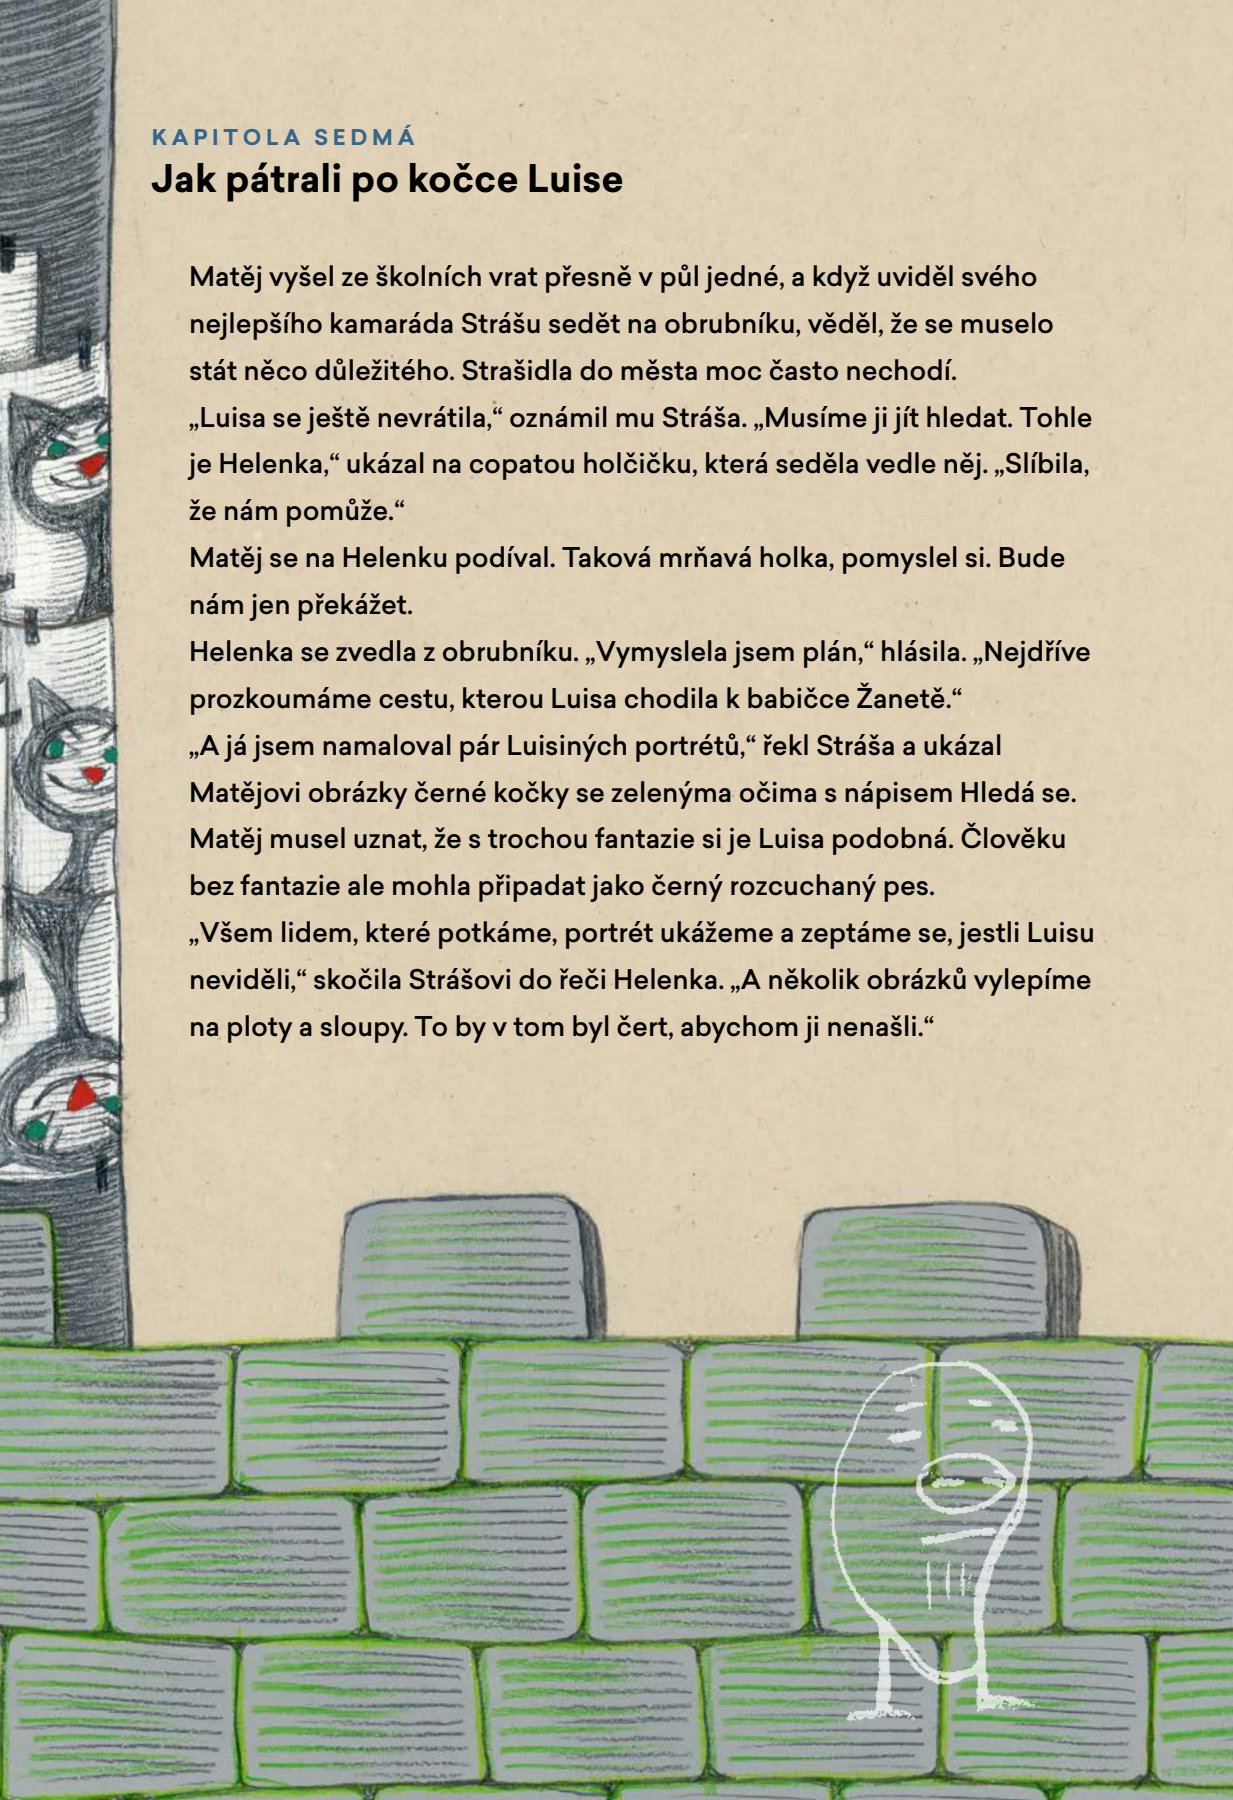 KAPITOLA SEDMÁ
Jak pátrali po kočce Luise
Matěj vyšel ze školních vrat přesně v půl jedné, a když uviděl svého
nejlepšího kamaráda Strášu sedět na obrubníku, věděl, že se muselo
stát něco důležitého. Strašidla do města moc často nechodí.
„Luisa se ještě nevrátila,“ oznámil mu Stráša. „Musíme ji jít hledat. Tohle
je Helenka,“ ukázal na copatou holčičku, která seděla vedle něj. „Slíbila,
že nám pomůže.“
Matěj se na Helenku podíval. Taková mrňavá holka, pomyslel si. Bude
nám jen překážet.
Helenka se zvedla z obrubníku. „Vymyslela jsem plán,“ hlásila. „Nejdříve
prozkoumáme cestu, kterou Luisa chodila k babičce Žanetě.“
„A já jsem namaloval pár Luisiných portrétů,“ řekl Stráša a ukázal
Matějovi obrázky černé kočky se zelenýma očima s nápisem Hledá se.
Matěj musel uznat, že s trochou fantazie si je Luisa podobná. Člověku
bez fantazie ale mohla připadat jako černý rozcuchaný pes.
„Všem lidem, které potkáme, portrét ukážeme a zeptáme se, jestli Luisu
neviděli,“ skočila Strášovi do řeči Helenka. „A několik obrázků vylepíme
na ploty a sloupy. To by v tom byl čert, abychom ji nenašli.“